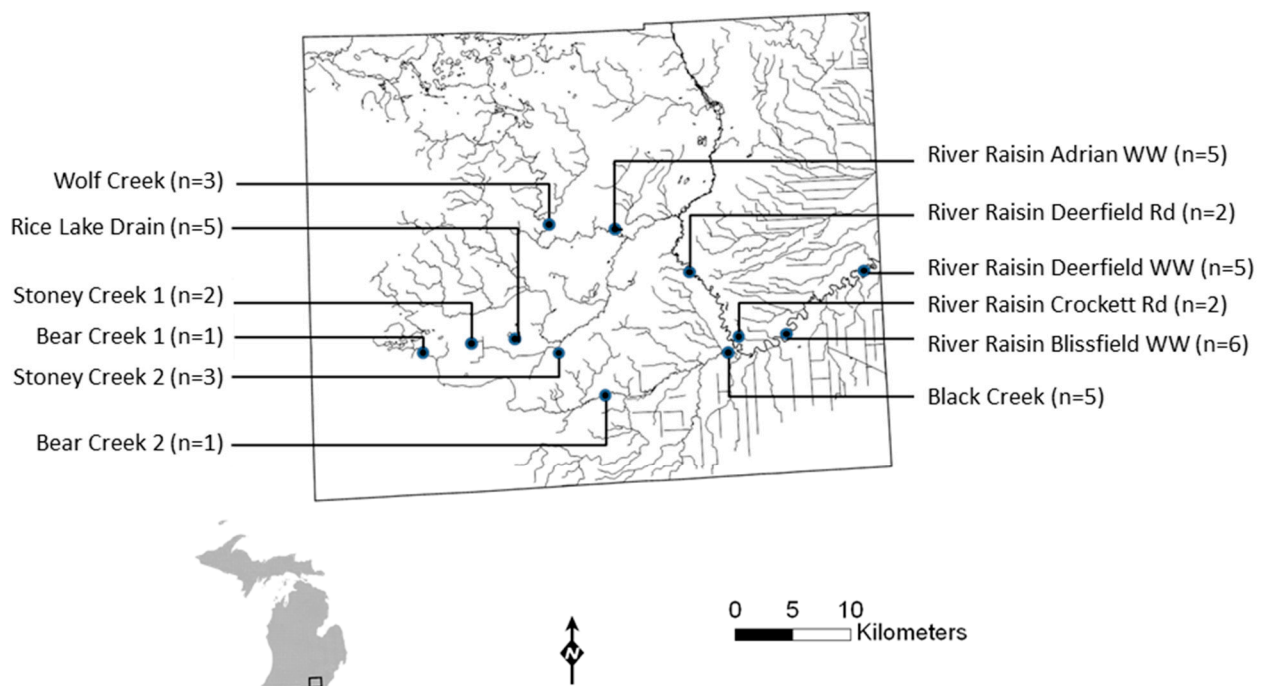 Wolf Creek (n=3)
Rice Lake Drain (n=5)
Stoney Creek 1 (n=2)
Bear Creek 1 (n=1)
Stoney Creek 2 (n=3)
Bear Creek 2 (n=1)
River Raisin Adrian WW (n=5)
River Raisin Deerfield Rd (n=2)
River Raisin Deerfield WW (n=5)
River Raisin Crockett Rd (n=2)
River Raisin Blissfield WW (n=6)
Black Creek (n=5)
N
0 5 10
Kilometers